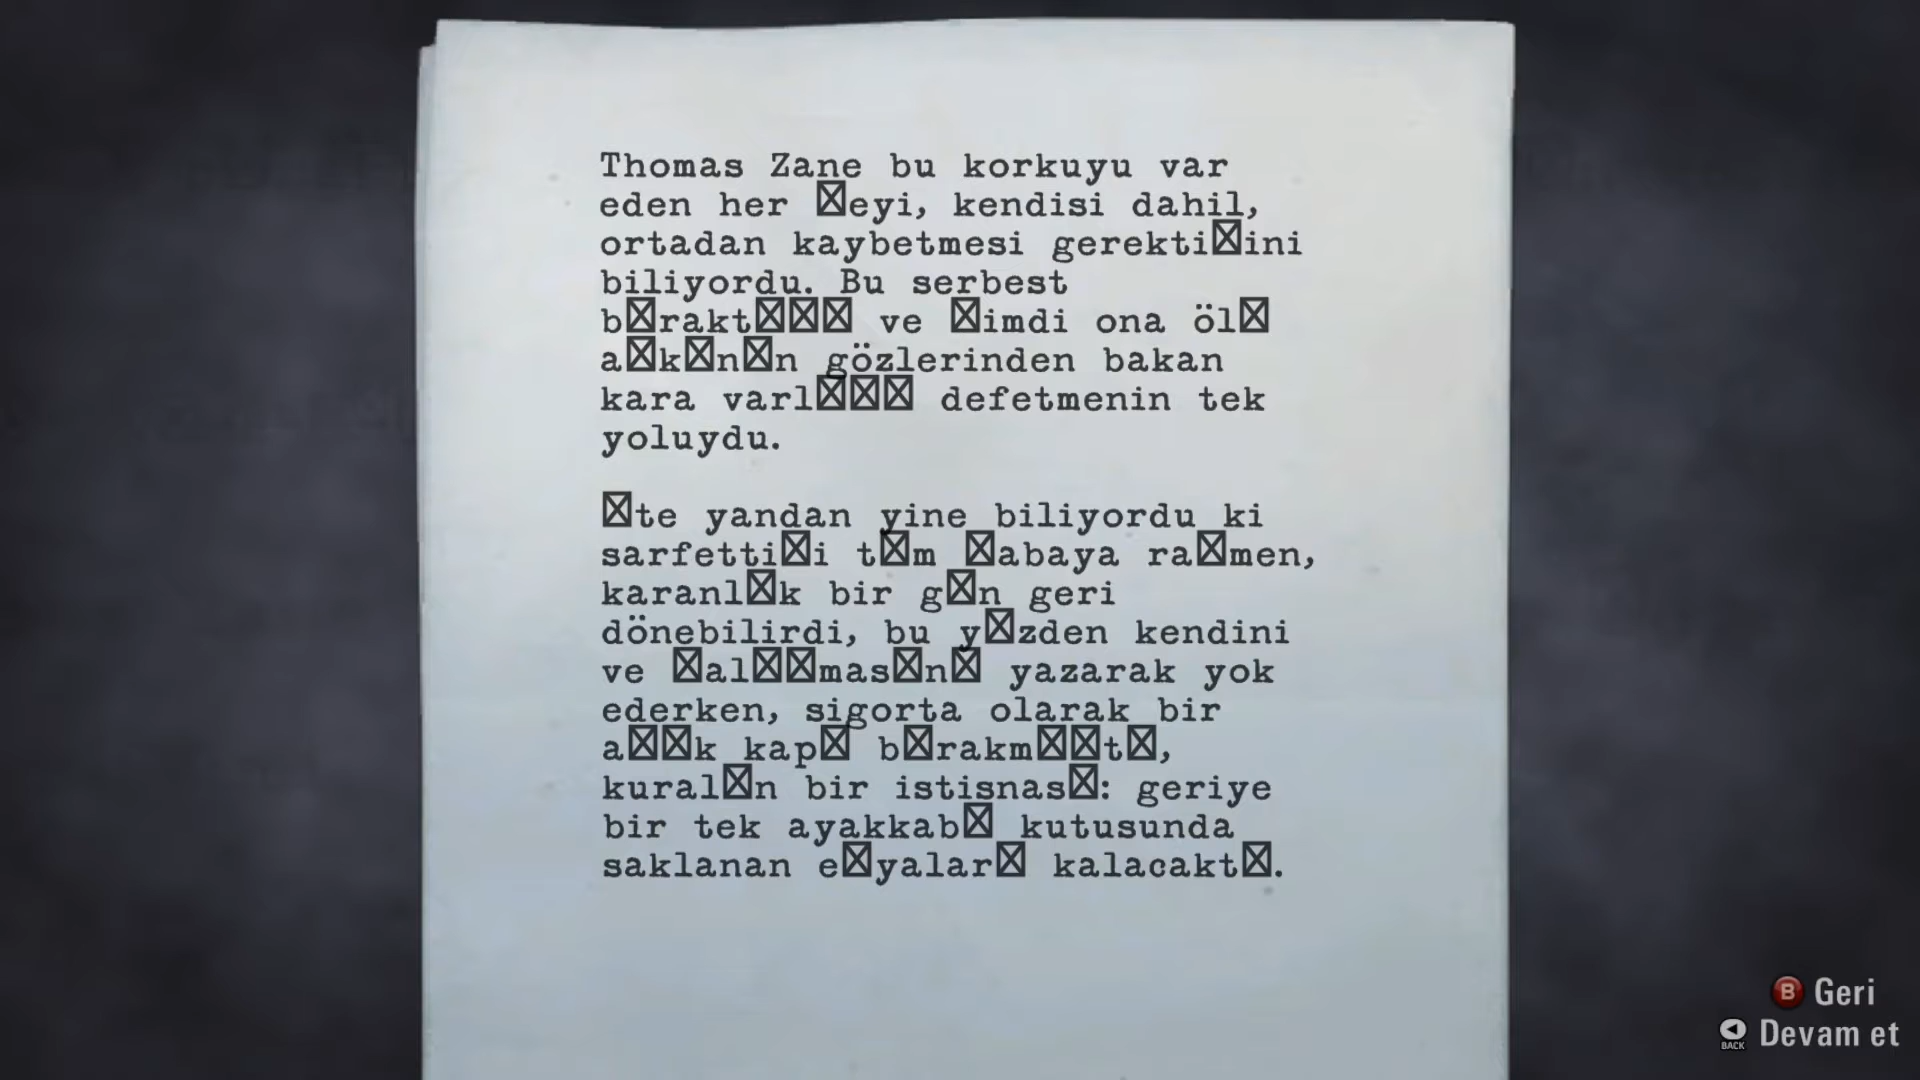 Thomas Zane bu korkuyu var
eden her ☒eyi, kendisi dahil,
ortadan kaybetmesi gerekti☒ini
biliyordu. Bu serbest
b☒rakt☒☒☒ ve ☒imdi ona öl☒
a☒k☒n☒n gözlerinden bakan
kara varl☒☒☒ defetmenin tek
yoluydu.
☒te yandan yine biliyordu ki
sarfetti☒i t☒m ☒abaya ra☒men,
karanl☒k bir g☒n geri
dönebilirdi, bu y☒zden kendini
ve ☒al☒☒mas☒n☒ yazarak yok
ederken, sigorta olarak bir
a☒☒k kap☒ b☒rakm☒☒t☒,
kural☒n bir istisnas☒: geriye
bir tek ayakkab☒ kutusunda
saklanan e☒yalar☒ kalacakt☒.
B Geri
BACK Devam et